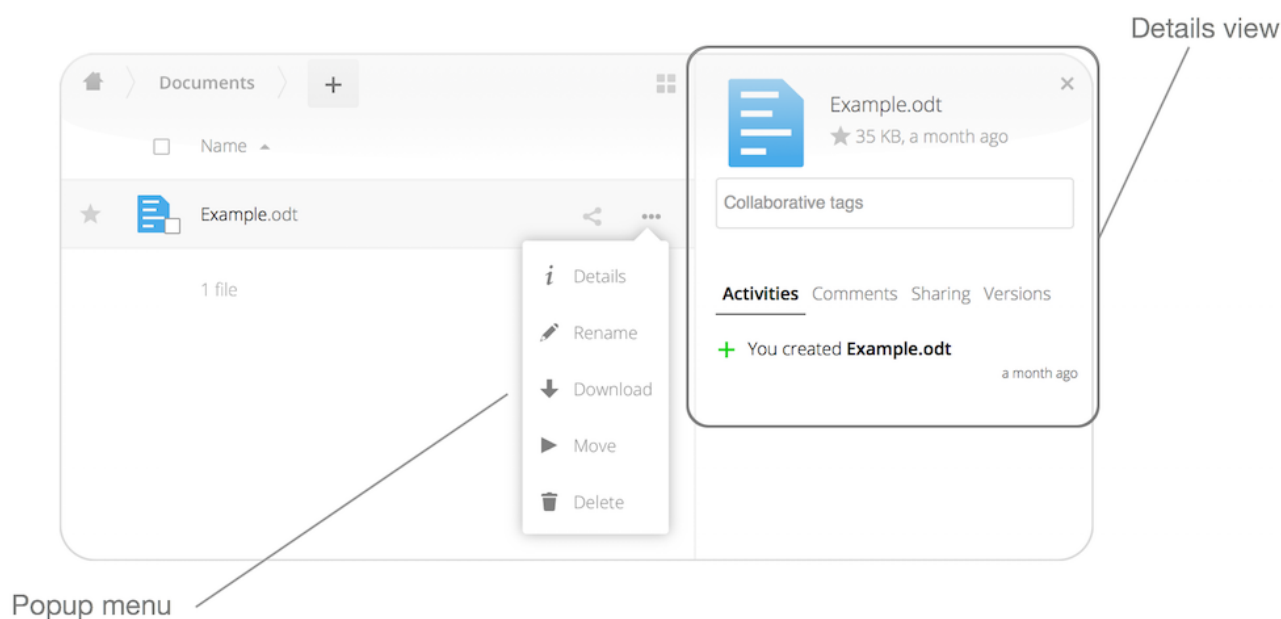 Details view
Documents
+
Example.odt
35 KB, a month ago
Name
Collaborative tags
Example.odt
1 file
Details
Rename
Download
Move
Delete
Activities Comments Sharing Versions
+ You created Example.odt
a month ago
Popup menu